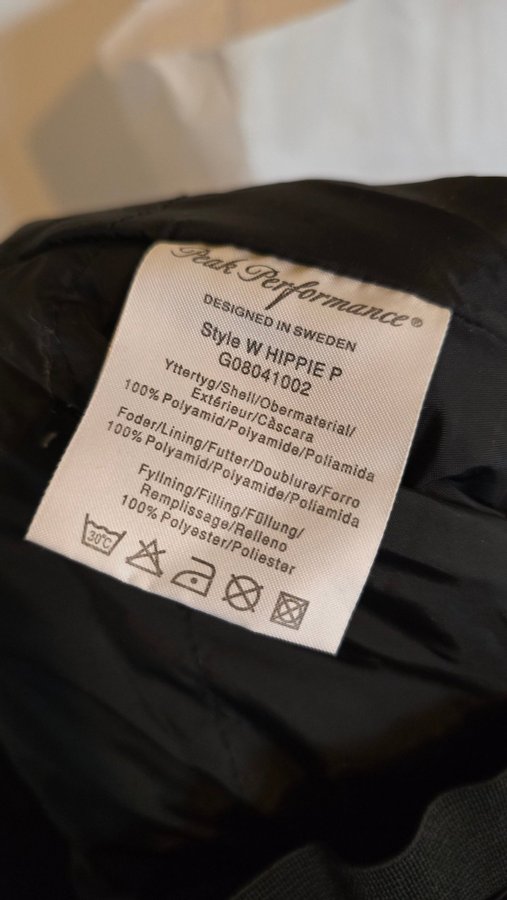 Peak Performance®
DESIGNED IN SWEDEN
Style W HIPPIE P
G08041002
Yttertyg/Shell/Obermaterial/
Extérieur/Càscara
100% Polyamid/Polyamide/Poliamida
Foder/Lining/Futter/Doublure/Forro
100% Polyamid/Polyamide/Poliamida
Fyllning/Filling/Füllung/
Remplissage/Relleno
100% Polyester/Poliester
30°C